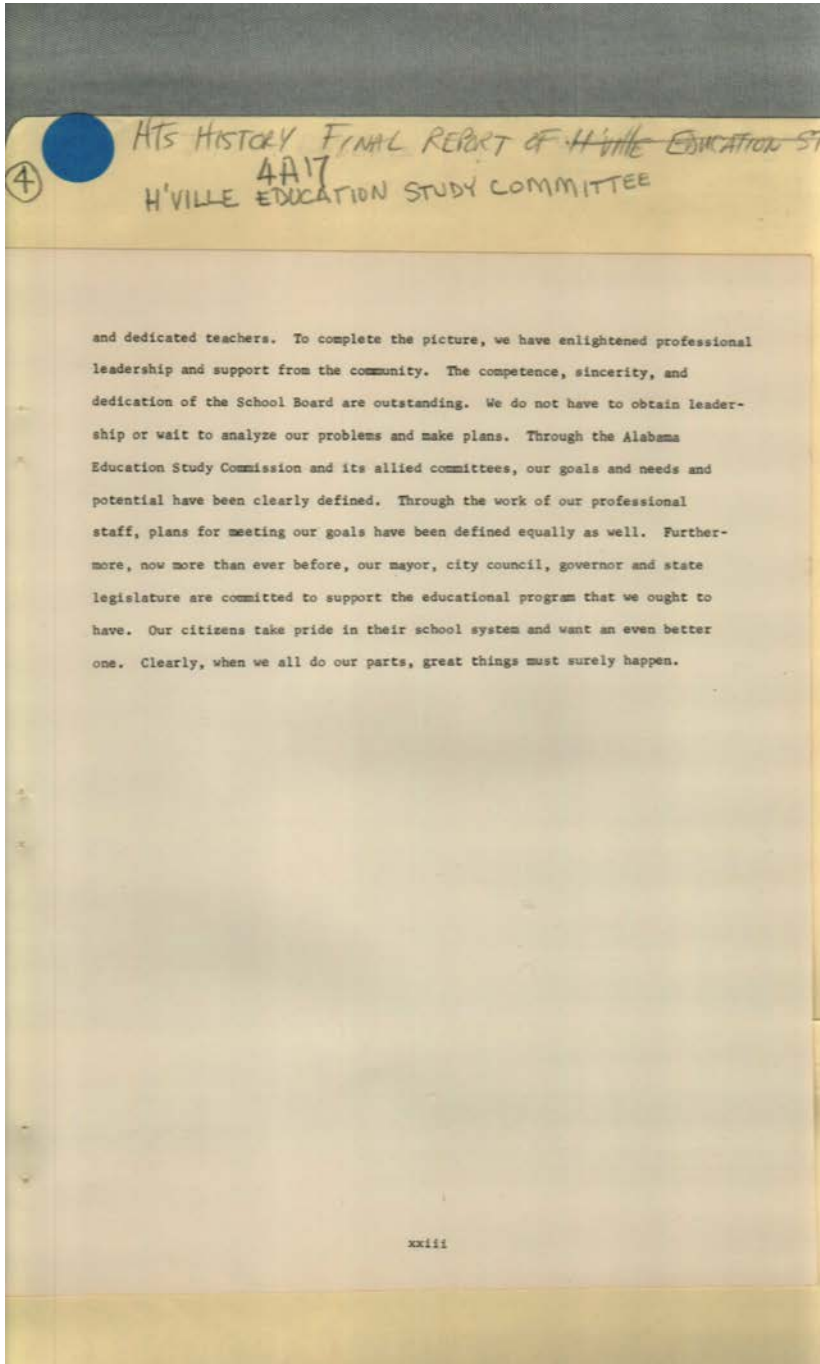 HTS HISTORY FINAL REPORT OF H'VILLE EDUCATION ST
4A17
④
H'VILLE EDUCATION STUDY COMMITTEE
and dedicated teachers. To complete the picture, we have enlightened professional
leadership and support from the community. The competence, sincerity, and
dedication of the School Board are outstanding. We do not have to obtain leader-
ship or wait to analyze our problems and make plans. Through the Alabama
Education Study Commission and its allied committees, our goals and needs and
potential have been clearly defined. Through the work of our professional
staff, plans for meeting our goals have been defined equally as well. Further-
more, now more than ever before, our mayor, city council, governor and state
legislature are committed to support the educational program that we ought to
have. Our citizens take pride in their school system and want an even better
one. Clearly, when we all do our parts, great things must surely happen.
xxiii